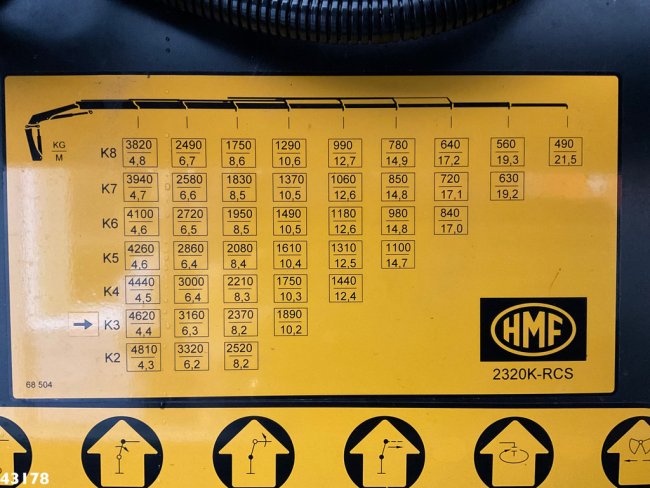 KG
M
K8 3820 2490 1750 1290 990 780 640 560 490
4,8 6,7 8,6 10,6 12,7 14,9 17,2 19,3 21,5
K7 3940 2580 1830 1370 1060 850 720 630
4,7 6,6 8,5 10,5 12,6 14,8 17,1 19,2
K6 4100 2720 1950 1490 1180 980 840
4,6 6,5 8,5 10,5 12,6 14,8 17,0
K5 4260 2860 2080 1610 1310 1100
4,6 6,4 8,4 10,4 12,5 14,7
K4 4440 3000 2210 1750 1440
4,5 6,4 8,3 10,3 12,4
K3 4620 3160 2370 1890
4,4 6,3 8,2 10,2
K2 4810 3320 2520
4,3 6,2 8,2
HMF
2320K-RCS
68 504
T
43178